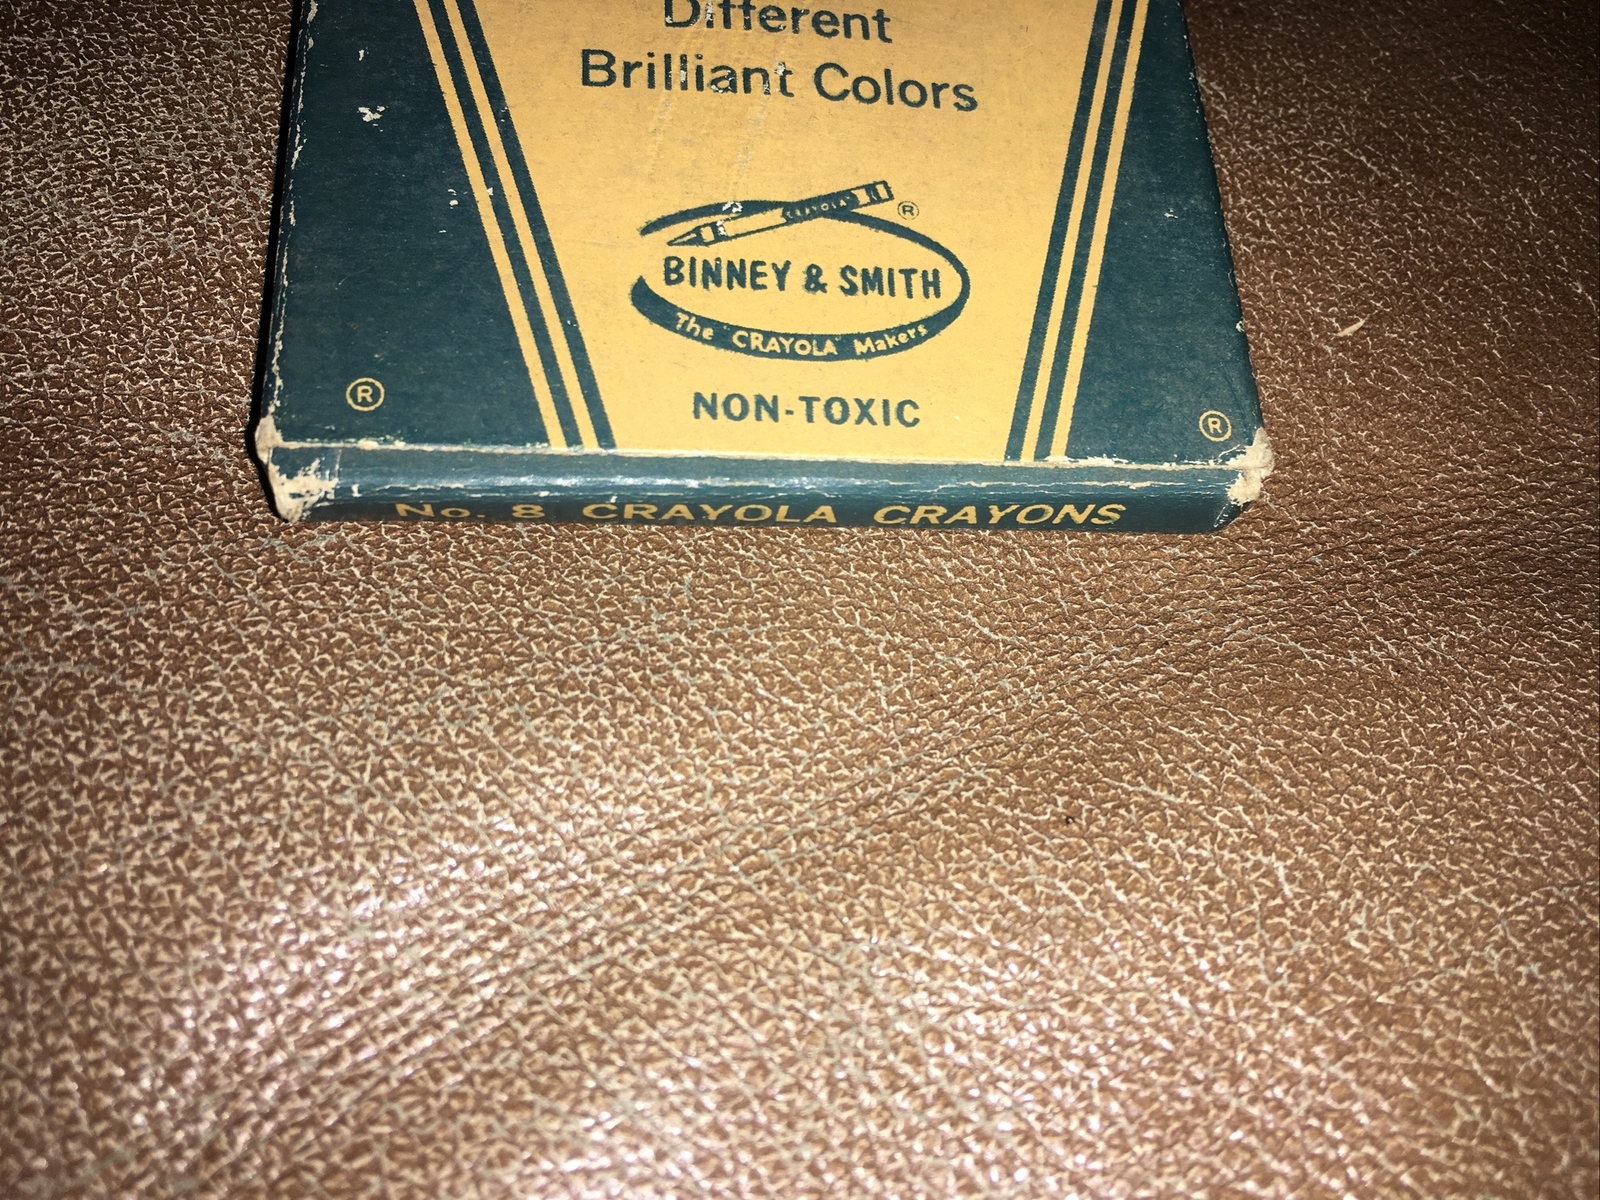 Different
Brilliant Colors
CRAYOLA
®
BINNEY & SMITH
The "CRAYOLA" Makers
NON-TOXIC
®
®
No. 8 CRAYOLA CRAYONS